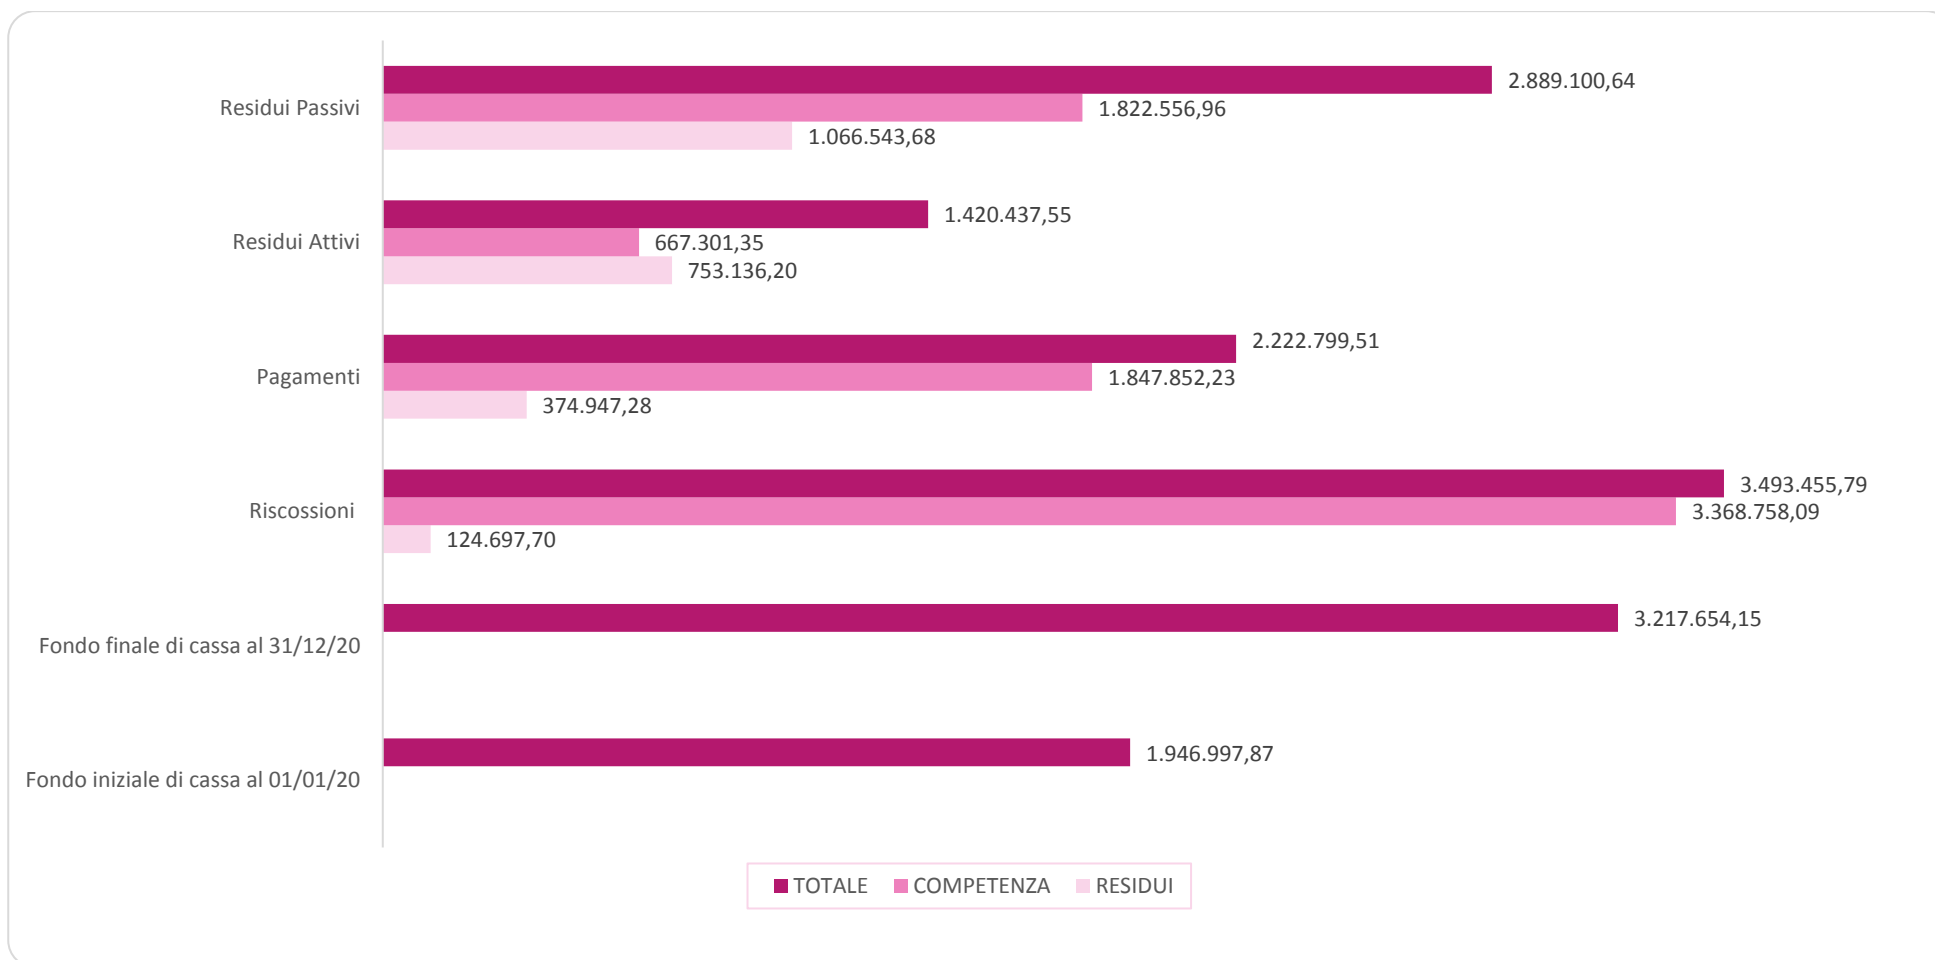 Residui Passivi
2.889.100,64
1.822.556,96
1.066.543,68
Residui Attivi
1.420.437,55
667.301,35
753.136,20
Pagamenti
2.222.799,51
1.847.852,23
374.947,28
Riscossioni
3.493.455,79
3.368.758,09
124.697,70
Fondo finale di cassa al 31/12/20
3.217.654,15
Fondo iniziale di cassa al 01/01/20
1.946.997,87
TOTALE COMPETENZA RESIDUI